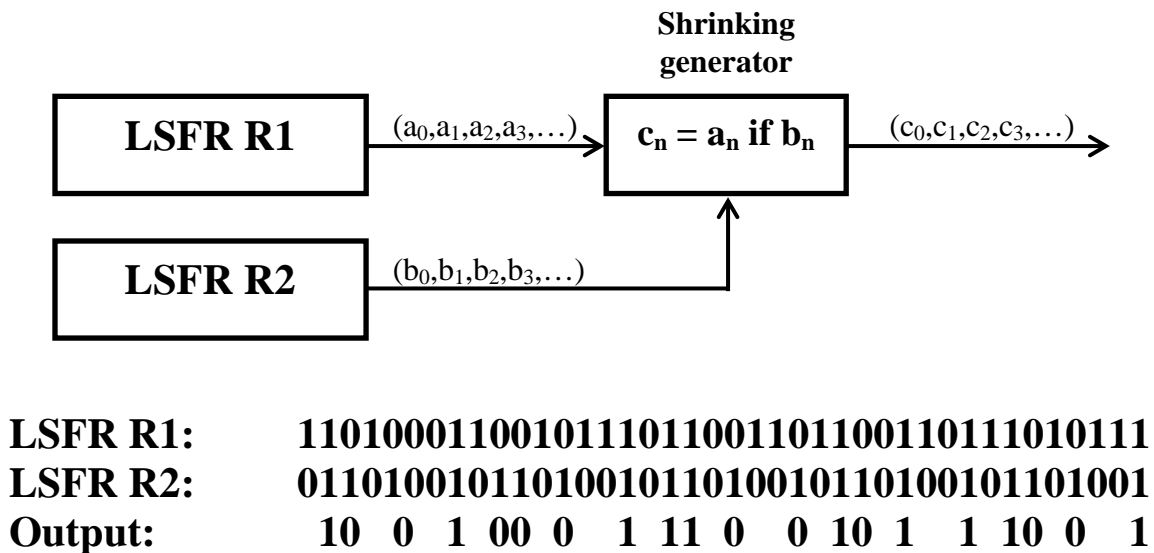 Shrinking
generator
LSFR R1 (a₀,a₁,a₂,a₃,…) cₙ = aₙ if bₙ (c₀,c₁,c₂,c₃,…)
LSFR R2 (b₀,b₁,b₂,b₃,…)
LSFR R1: 1101000110010111011001101100110111010111
LSFR R2: 0110100101101001011010010110100101101001
Output: 10 0 1 00 0 1 11 0 0 10 1 1 10 0 1